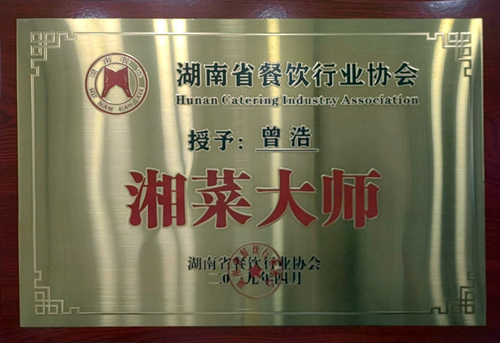 湖南省餐饮行业协会
Hunan Catering Industry Association
授予：曾浩
湘菜大师
湖南省餐饮行业协会
二〇一九年四月